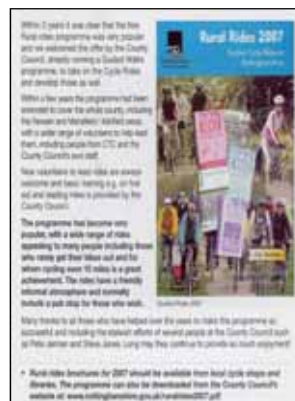 Within 2 years it was clear that the New
Rural rides programme was very popular
and we welcomed the offer by the County
Council, already running a Guided Walks
programme, to take on the Cycle Rides
and develop those as well.
Within a few years the programme had been
extended to cover the whole county, including
the Newark and Mansfield / Ashfield areas,
with a wider range of volunteers to help lead
them, including people from CTC and the
County Council's own staff.
New volunteers to lead rides are always
welcome and basic training e.g. on first
aid and leading rides is provided by the
County Council.
The programme has become very
popular, with a wide range of rides
appealing to many people including those
who rarely get their bikes out and for
whom cycling even 10 miles is a great
achievement. The rides have a friendly
informal atmosphere and normally
include a pub stop for those who wish.
Rural Rides 2007
Guided Cycle Rides in
Nottinghamshire
Rural Rides 2007
Many thanks to all those who have helped over the years to make this programme so
successful and including the stalwart efforts of several people at the County Council such
as Pete Jarman and Steve Jones. Long may they continue to provide so much enjoyment!
• Rural rides brochures for 2007 should be available from local cycle shops and
libraries. The programme can also be downloaded from the County Council's
website at: www.nottinghamshire.gov.uk/ruralrides2007.pdf